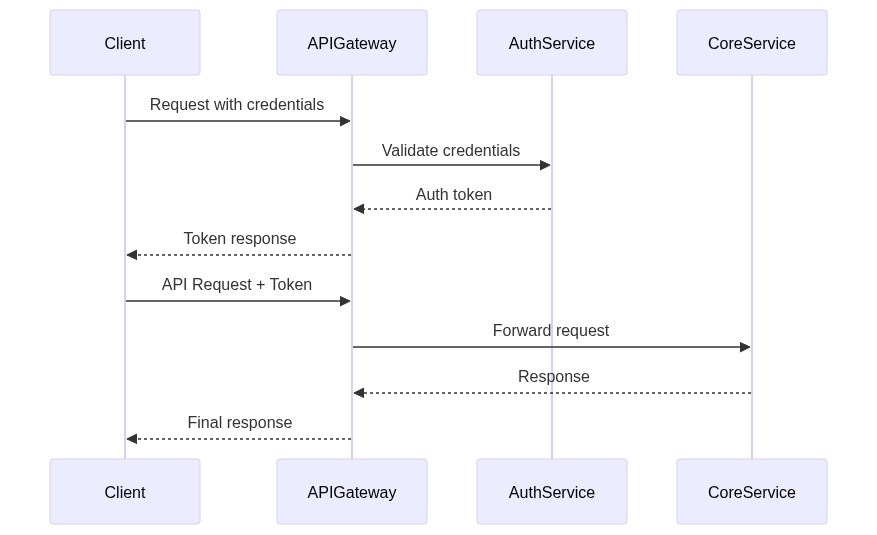 Client
APIGateway
AuthService
CoreService
Request with credentials
Validate credentials
Auth token
Token response
API Request + Token
Forward request
Response
Final response
Client
APIGateway
AuthService
CoreService